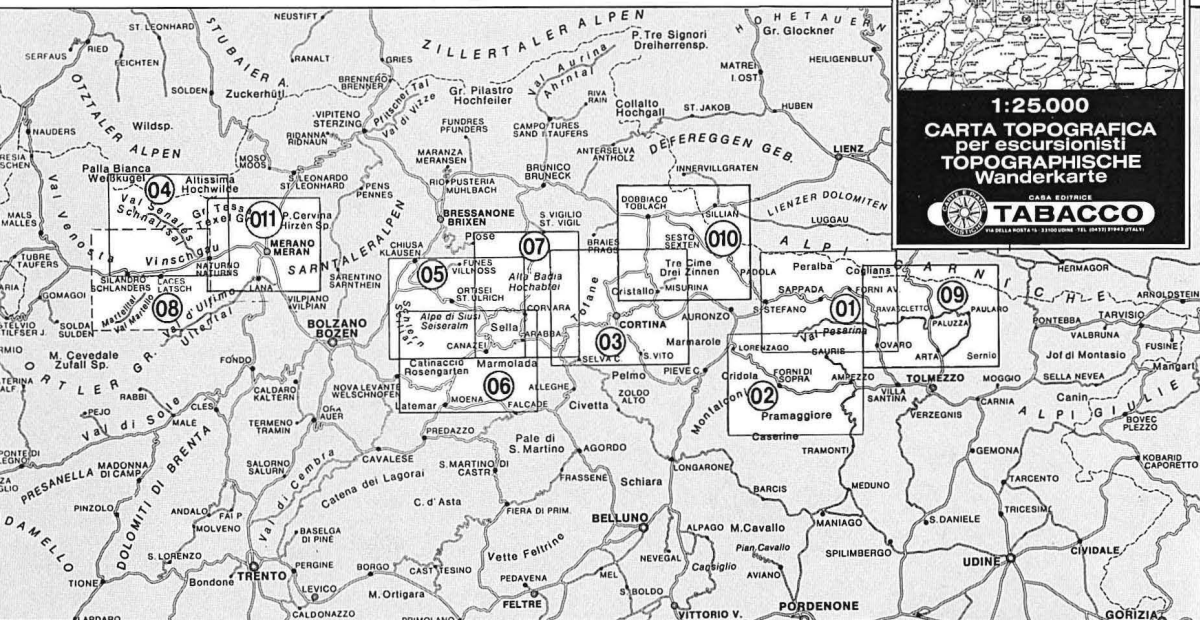 NEUSTIFT
ST. LEONHARD
STUBAIER A.
ZILLERTALER ALPEN
HOHE TAUERN
Gr. Glockner
P. Tre Signori
Dreiherrensp.
SERFAUS
RIED
FEICHTEN
RANALT
GRIES
BRENNERO
BRENNER
Val Aurina
Ahrntal
MATREI
I. OST.
HEILIGENBLUT
ÖTZTALER ALPEN
SÖLDEN
Zuckerhütl
Pfitscher Tal
Val di Vizze
Gr. Pilastro
Hochfeiler
RIVA
RAIN
Collalto
Hochgall
ST. JAKOB
HUBEN
VIPITENO
STERZING
RIDANNA
RIDNAUN
FUNDRES
PFUNDERS
CAMPO TURES
SAND I. TAUFERS
DEFEREGGEN GEB.
NAUDERS
Wildsp.
MOSO
MOOS
MARANZA
MERANSEN
ANTERSELVA
ANTHOLZ
INNERVILLGRATEN
LIENZ
RESIA
Palla Bianca
Weißkugel
04
Altissima
Hochwilde
S. LEONARDO
ST. LEONHARD
PENNES
PENS
RIO PUSTERIA
MÜHLBACH
BRUNICO
BRUNECK
DOBBIACO
TOBLACH
SILLIAN
LIENZER DOLOMITEN
LUGGAU
Val Venosta
Vinschgau
Val Senales
Schnalstal
Gr. Tessa
Texel Gr.
011
P. Cervina
Hirzen Sp.
MERANO
MERAN
SARNTALERALPEN
BRESSANONE
BRIXEN
Plose
S. VIGILIO
ST. VIGIL
BRAIES
PRAGS
SESTO
SEXTEN
010
Tre Cime
Drei Zinnen
MALS
MALLES
TUBRE
TAUFERS
GOMAGOI
SILANDRO
SCHLANDERS
LACES
LATSCH
NATURNO
NATURNS
LANA
SARENTINO
SARNTHEIN
CHIUSA
KLAUSEN
05
FUNES
VILLNÖSS
07
Alta Badia
Hochabtei
Cristallo
MISURINA
PADOLA
ALPI CARNICHE
Peralba
Coglians
HERMAGOR
SOLDA
SULDEN
Martelltal
Val Martello
08
Val d'Ultimo
Ultental
VILPIANO
VILPIAN
BOLZANO
BOZEN
Schlern
Sciliar
ORTISEI
ST. ULRICH
Alpe di Siusi
Seiseralm
CORVARA
Sella
ARABBA
Tofane
CORTINA
03
AURONZO
S. STEFANO
SAPPADA
01
FORNI AV.
RAVASCLETTO
09
PALUZZA
PAULARO
ARNOLDSTEIN
PONTEBBA
TARVISIO
VALBRUNA
FUSINE
M. Cevedale
Zufall Sp.
ORTLER GR.
FONDO
CANAZEI
Catinaccio
Rosengarten
Marmolada
06
SELVA C.
S. VITO
Marmarole
LORENZAGO
Val Pesarina
SAURIS
OVARO
ARTA
Sernio
Jof di Montasio
Mangart
RABBI
PEJO
Val di Sole
MALÈ
CLES
CALDARO
KALTERN
ORA
AUER
NOVA LEVANTE
WELSCHNOFEN
Latemar
MOENA
FALCADE
ALLEGHE
Pelmo
PIEVE C.
Cridola
FORNI DI
SOPRA
AMPEZZO
VILLA
SANTINA
TOLMEZZO
MOGGIO
SELLA NEVEA
TERMENO
TRAMIN
PREDAZZO
Civetta
ZOLDO
ALTO
Montalconi
02
Pramaggiore
Caserine
VERZEGNIS
CARNIA
Canin
ALPI GIULIE
BOVEC
PLEZZO
PRESANELLA
MADONNA
DI CAMP.
DOLOMITI DI BRENTA
SALORNO
SALURN
Val di Cembra
CAVALESE
Pale di
S. Martino
AGORDO
LONGARONE
TRAMONTI
GEMONA
KOBARID
CAPORETTO
Catena dei Lagorai
S. MARTINO DI
CASTR.
FRASSENÉ
Schiara
BARCIS
MEDUNO
TARCENTO
PINZOLO
ANDALO
FAI P.
MOLVENO
BASELGA
DI PINÉ
C. d'Asta
FIERA DI PRIM.
BELLUNO
ALPAGO
M. Cavallo
MANIAGO
S. DANIELE
TRICESIMO
S. LORENZO
Bondone
TRENTO
PERGINE
BORGO
CAST. TESINO
Vette Feltrine
PEDAVENA
MEL
NEVEGAL
Cansiglio
Pian Cavallo
AVIANO
SPILIMBERGO
UDINE
CIVIDALE
TIONE
LEVICO
M. Ortigara
FELTRE
S. BOLDO
CALDONAZZO
PRIMOLANO
VITTORIO V.
PORDENONE
GORIZIA
1:25.000
CARTA TOPOGRAFICA
per escursionisti
TOPOGRAPHISCHE
Wanderkarte
CASA EDITRICE
TABACCO
VIA DELLA POSTA